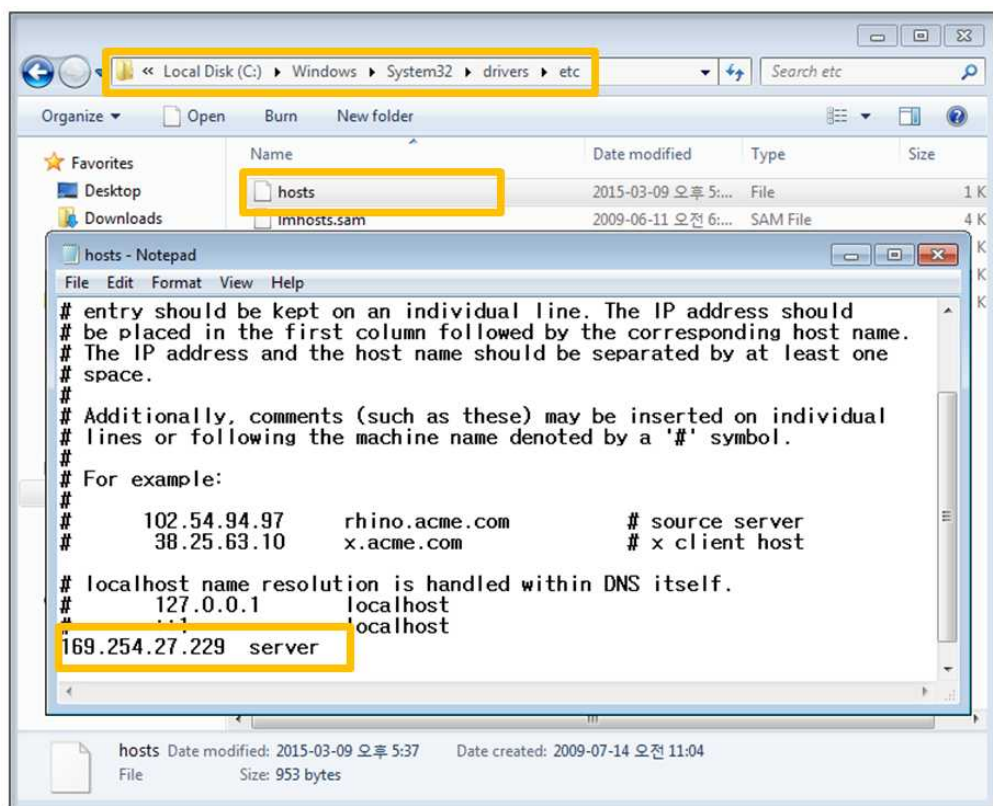 « Local Disk (C:) ▸ Windows ▸ System32 ▸ drivers ▸ etc
Search etc
Organize ▾ Open Burn New folder
Favorites
Desktop
Downloads
Name Date modified Type Size
hosts 2015-03-09 오후 5:... File 1 K
lmhosts.sam 2009-06-11 오전 6:... SAM File 4 K
K
K
K
hosts - Notepad
File Edit Format View Help
# entry should be kept on an individual line. The IP address should
# be placed in the first column followed by the corresponding host name.
# The IP address and the host name should be separated by at least one
# space.
#
# Additionally, comments (such as these) may be inserted on individual
# lines or following the machine name denoted by a '#' symbol.
#
# For example:
#
# 102.54.94.97 rhino.acme.com # source server
# 38.25.63.10 x.acme.com # x client host
# localhost name resolution is handled within DNS itself.
# 127.0.0.1 localhost
# localhost
169.254.27.229 server
hosts Date modified: 2015-03-09 오후 5:37 Date created: 2009-07-14 오전 11:04
File Size: 953 bytes